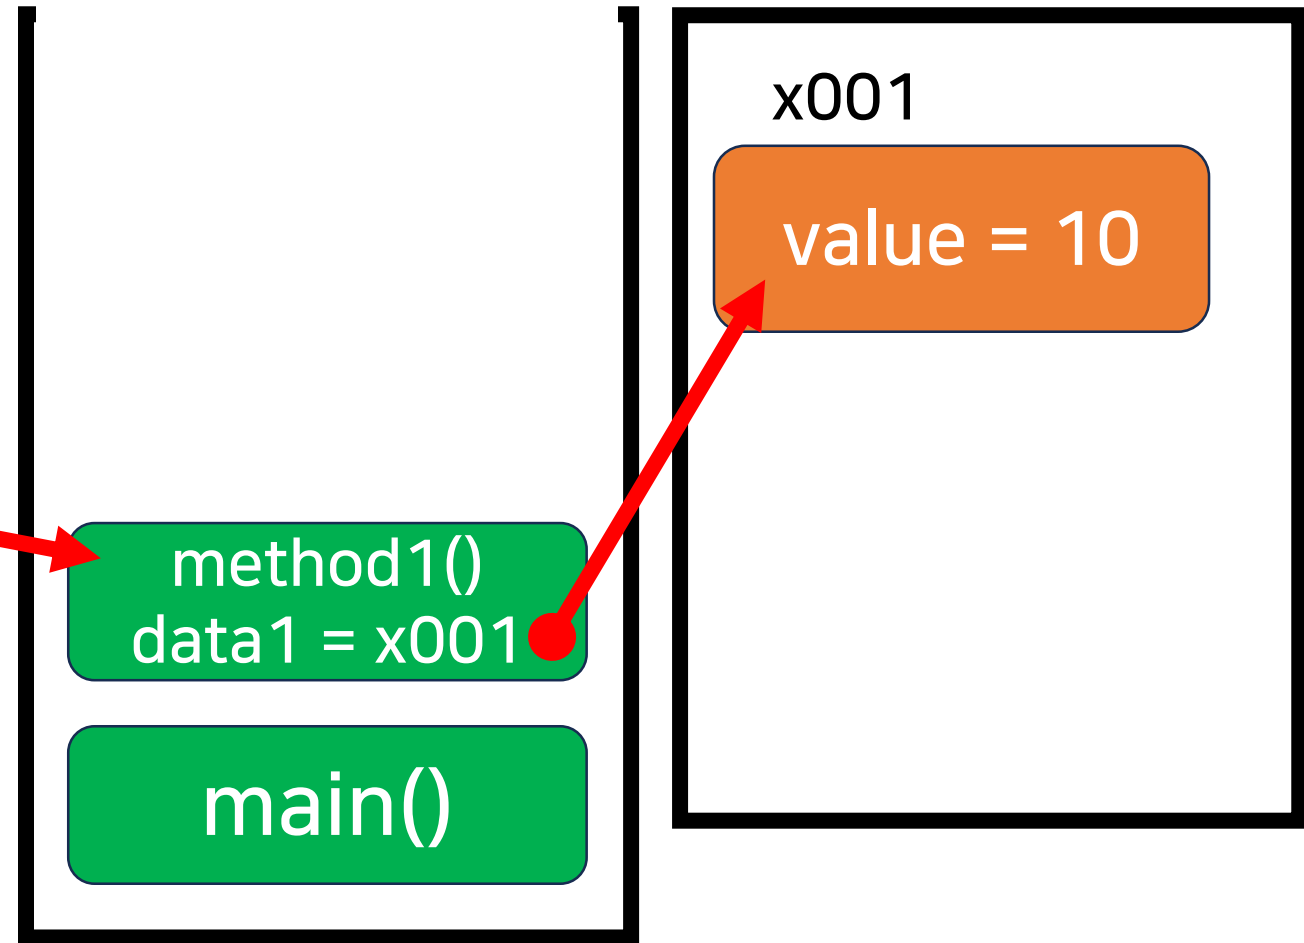 method1()
data1 = x001
main()
x001
value = 10